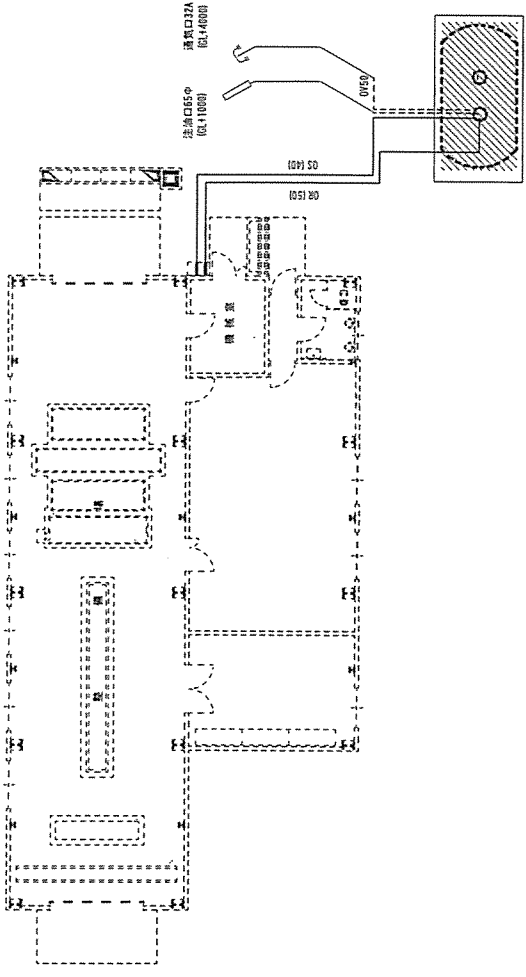 通気口32A
(GL+4000)
注油口65Φ
(GL+1000)
OV50
OS (40)
OR (50)
機 械 室